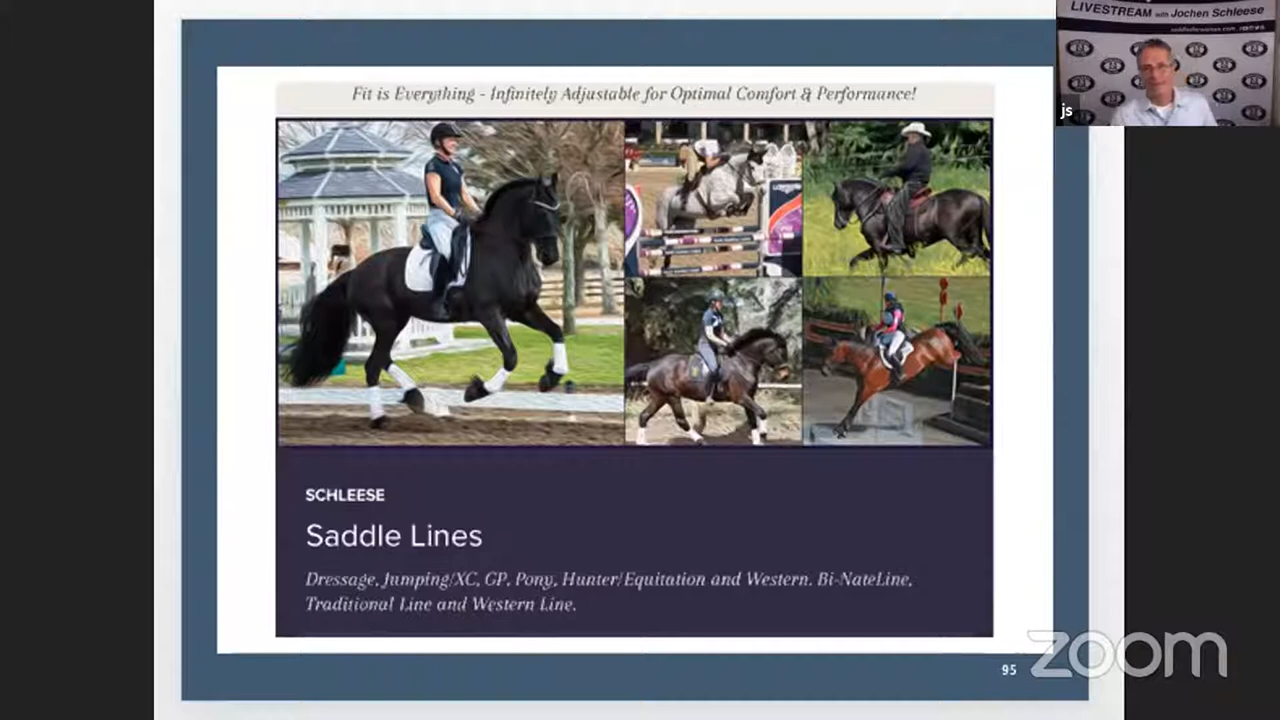 LIVESTREAM with Jochen Schleese
js
Fit is Everything - Infinitely Adjustable for Optimal Comfort & Performance!
SCHLEESE
Saddle Lines
Dressage, Jumping/XC, GP, Pony, Hunter/Equitation and Western. Bi-NateLine,
Traditional Line and Western Line.
95
zoom